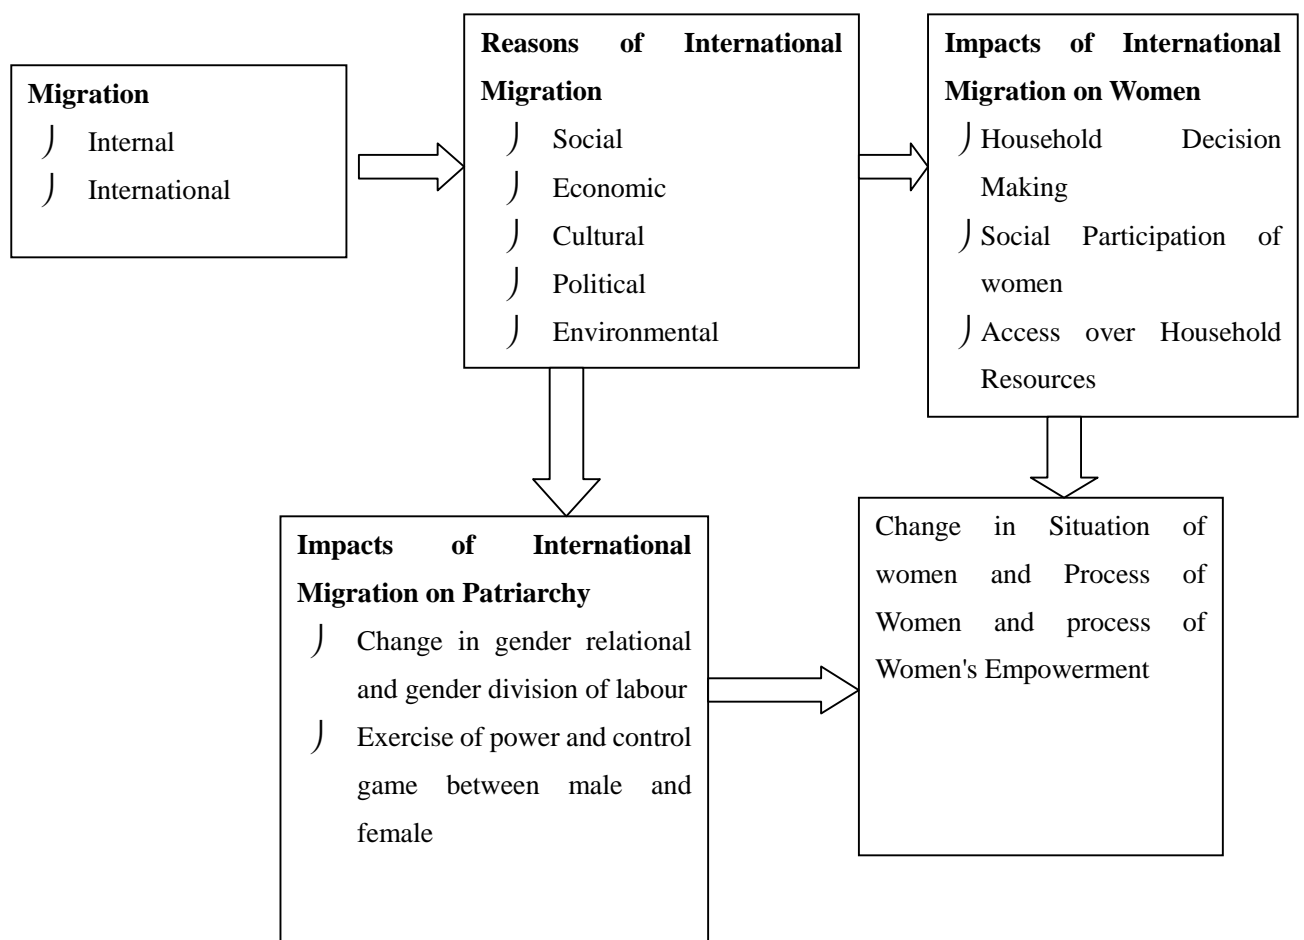 Migration
Internal
International
Reasons of International
Migration
Social
Economic
Cultural
Political
Environmental
Impacts of International
Migration on Women
Household Decision
Making
Social Participation of
women
Access over Household
Resources
Impacts of International
Migration on Patriarchy
Change in gender relational
and gender division of labour
Exercise of power and control
game between male and
female
Change in Situation of
women and Process of
Women and process of
Women's Empowerment